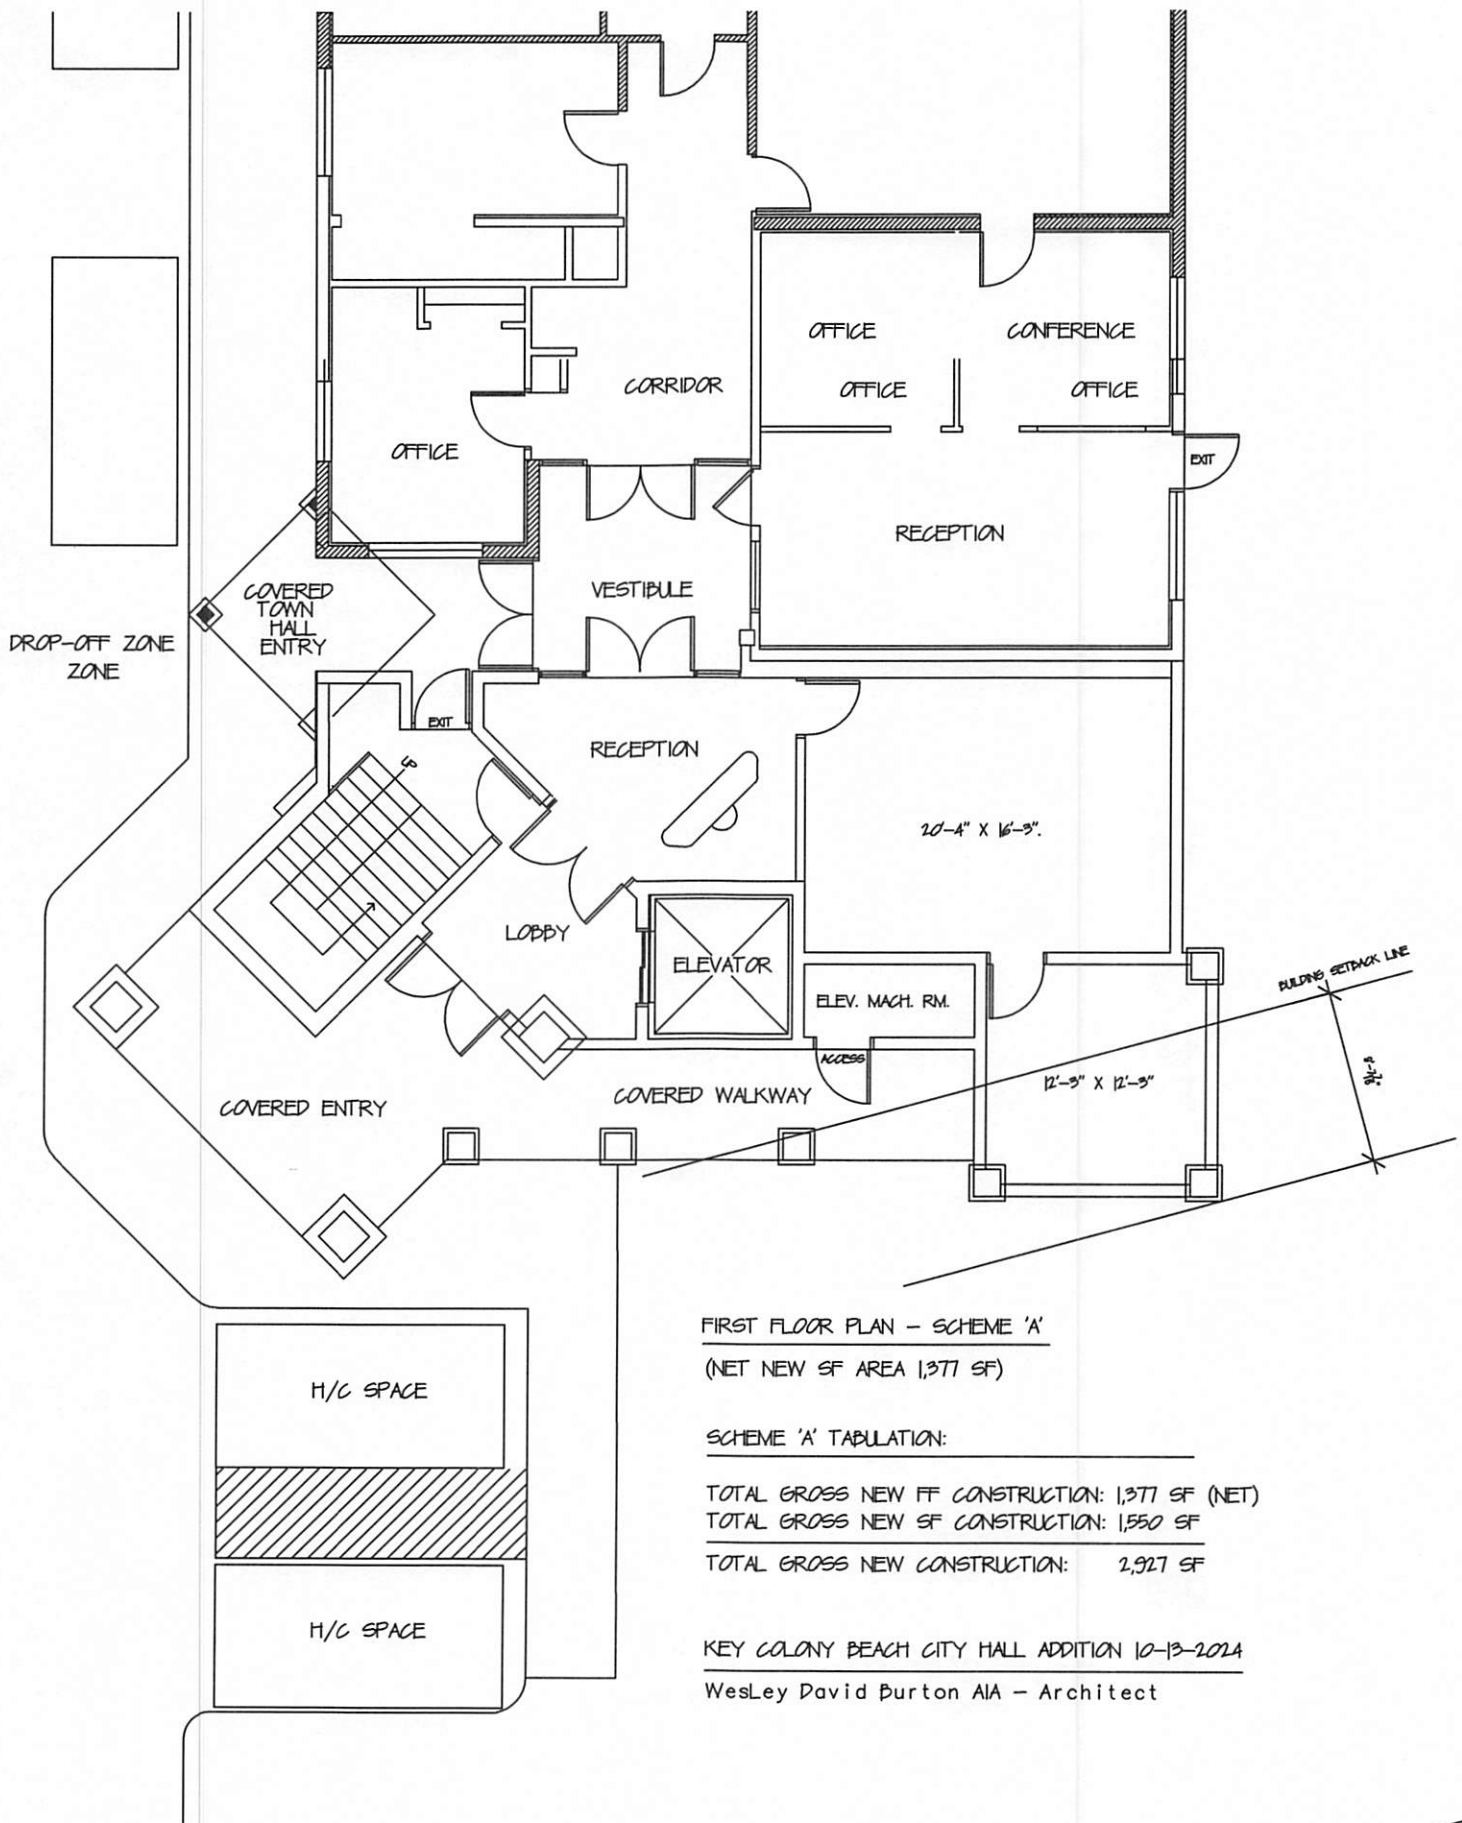 OFFICE
CONFERENCE
OFFICE
OFFICE
CORRIDOR
OFFICE
EXIT
RECEPTION
VESTIBULE
COVERED
TOWN
HALL
ENTRY
DROP-OFF ZONE
ZONE
EXIT
RECEPTION
UP
20'-4" X 16'-3".
LOBBY
ELEVATOR
BUILDING SETBACK LINE
ELEV. MACH. RM.
ACCESS
12'-3" X 12'-3"
COVERED WALKWAY
COVERED ENTRY
FIRST FLOOR PLAN - SCHEME 'A'
(NET NEW SF AREA 1,377 SF)
H/C SPACE
SCHEME 'A' TABULATION:
TOTAL GROSS NEW FF CONSTRUCTION: 1,377 SF (NET)
TOTAL GROSS NEW SF CONSTRUCTION: 1,550 SF
TOTAL GROSS NEW CONSTRUCTION: 2,927 SF
H/C SPACE
KEY COLONY BEACH CITY HALL ADDITION 10-13-2024
WesLey David Burton AIA - Architect